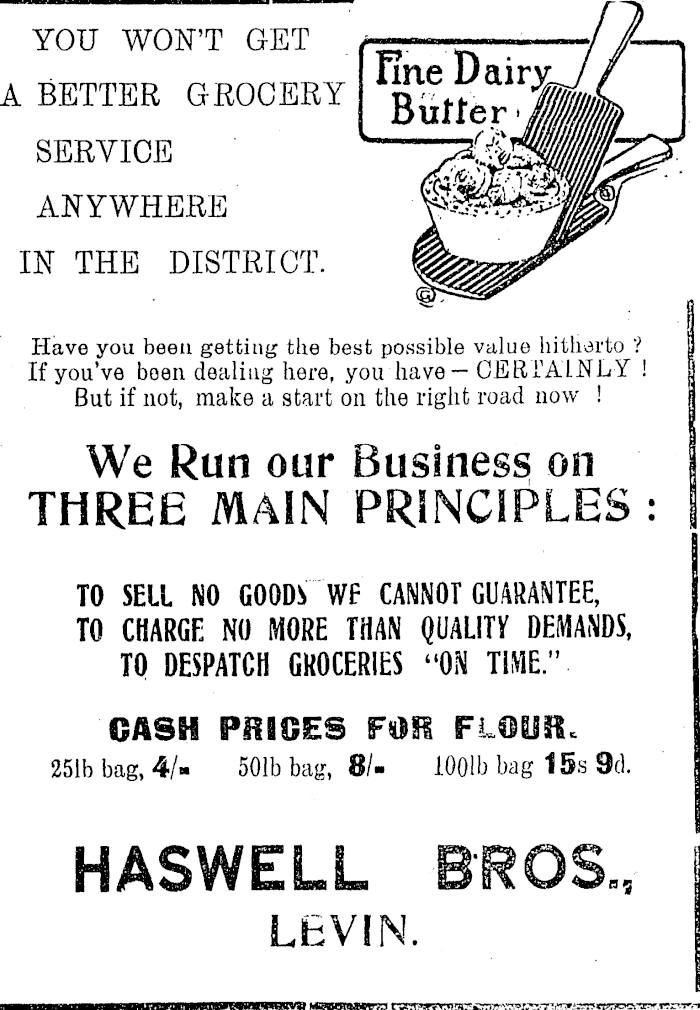 YOU WON'T GET
A BETTER GROCERY
SERVICE
ANYWHERE
IN THE DISTRICT.
Fine Dairy
Butter
G
G
Have you been getting the best possible value hitherto ?
If you've been dealing here, you have — CERTAINLY !
But if not, make a start on the right road now !
We Run our Business on
THREE MAIN PRINCIPLES :
TO SELL NO GOODS WE CANNOT GUARANTEE,
TO CHARGE NO MORE THAN QUALITY DEMANDS,
TO DESPATCH GROCERIES "ON TIME."
CASH PRICES FOR FLOUR.
25lb bag, 4/- 50lb bag, 8/- 100lb bag 15s 9d.
HASWELL BROS.,
LEVIN.